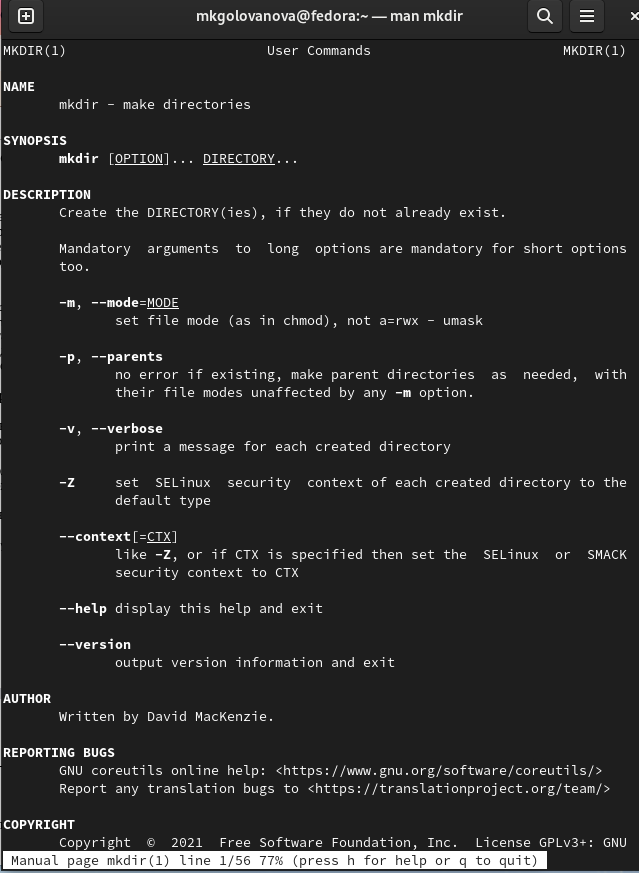 mkgolovanova@fedora:~ — man mkdir
MKDIR(1) User Commands MKDIR(1)
NAME
mkdir - make directories
SYNOPSIS
mkdir [OPTION]... DIRECTORY...
DESCRIPTION
Create the DIRECTORY(ies), if they do not already exist.
Mandatory arguments to long options are mandatory for short options
too.
-m, --mode=MODE
set file mode (as in chmod), not a=rwx - umask
-p, --parents
no error if existing, make parent directories as needed, with
their file modes unaffected by any -m option.
-v, --verbose
print a message for each created directory
-Z set SELinux security context of each created directory to the
default type
--context[=CTX]
like -Z, or if CTX is specified then set the SELinux or SMACK
security context to CTX
--help display this help and exit
--version
output version information and exit
AUTHOR
Written by David MacKenzie.
REPORTING BUGS
GNU coreutils online help: <https://www.gnu.org/software/coreutils/>
Report any translation bugs to <https://translationproject.org/team/>
COPYRIGHT
Copyright © 2021 Free Software Foundation, Inc. License GPLv3+: GNU
Manual page mkdir(1) line 1/56 77% (press h for help or q to quit)